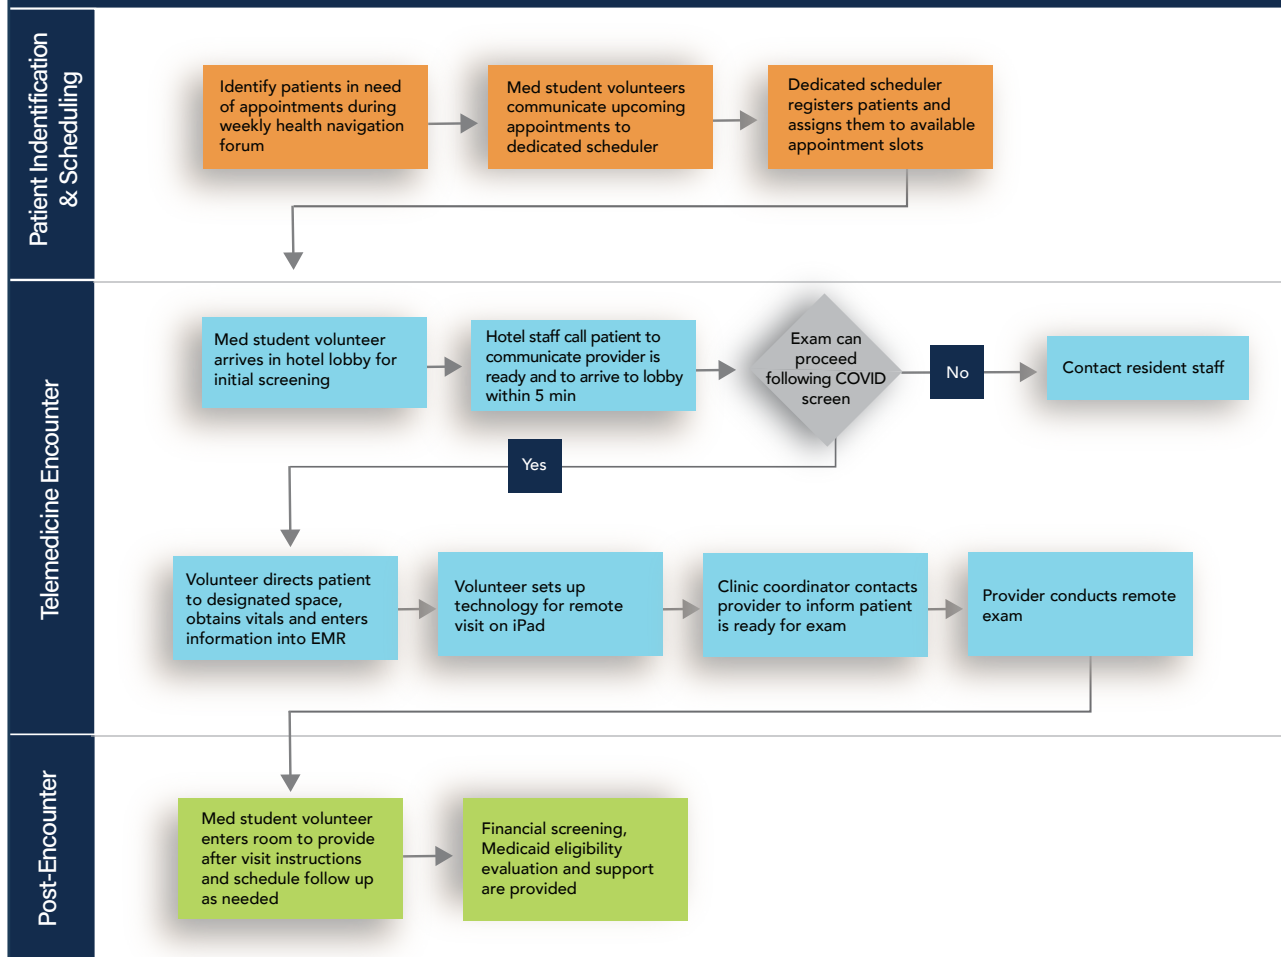 Patient Indentification
& Scheduling
Identify patients in need
of appointments during
weekly health navigation
forum
Med student volunteers
communicate upcoming
appointments to
dedicated scheduler
Dedicated scheduler
registers patients and
assigns them to available
appointment slots
Telemedicine Encounter
Med student volunteer
arrives in hotel lobby for
initial screening
Hotel staff call patient to
communicate provider is
ready and to arrive to lobby
within 5 min
Exam can
proceed
following COVID
screen
No
Contact resident staff
Yes
Volunteer directs patient
to designated space,
obtains vitals and enters
information into EMR
Volunteer sets up
technology for remote
visit on iPad
Clinic coordinator contacts
provider to inform patient
is ready for exam
Provider conducts remote
exam
Post-Encounter
Med student volunteer
enters room to provide
after visit instructions
and schedule follow up
as needed
Financial screening,
Medicaid eligibility
evaluation and support
are provided